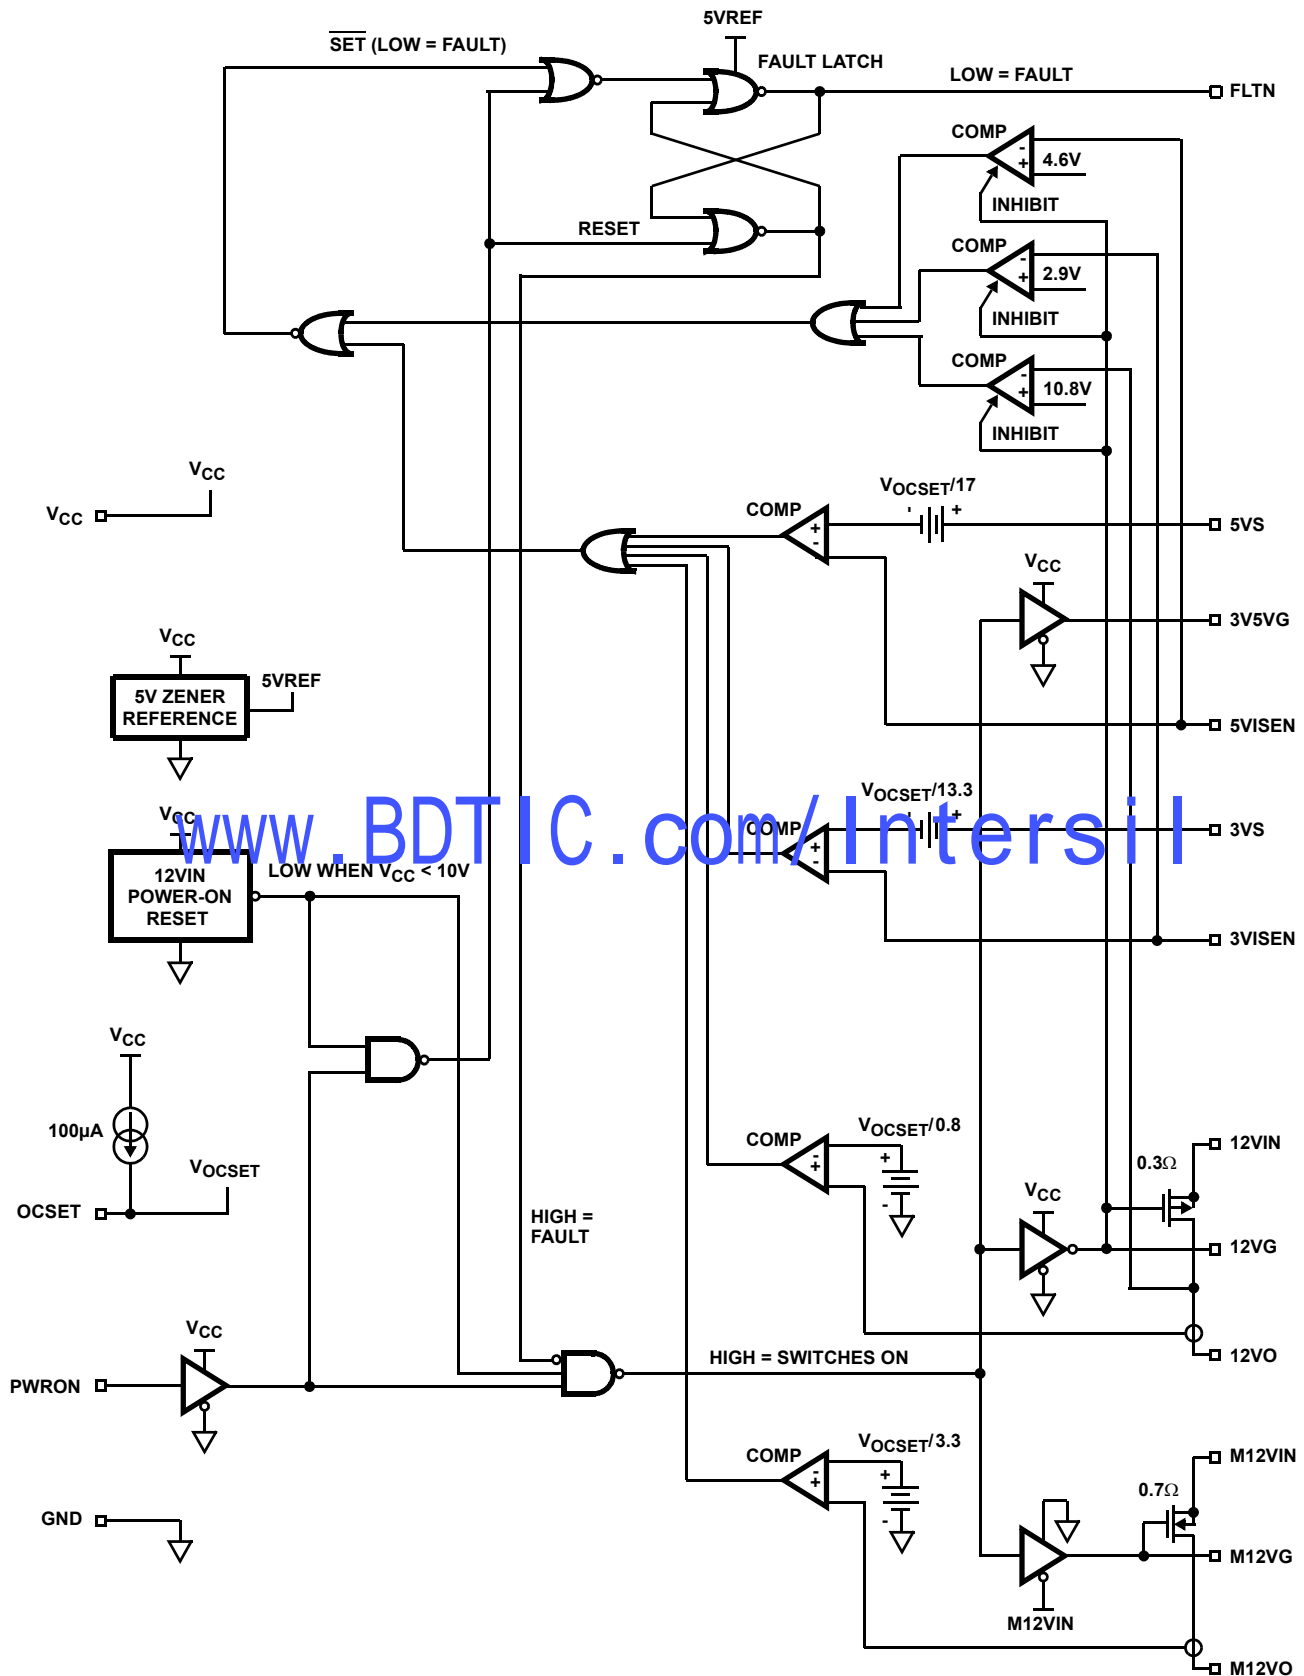 5VREF
SET (LOW = FAULT)
FAULT LATCH
LOW = FAULT
FLTN
COMP
-
+
4.6V
INHIBIT
RESET
COMP
-
+
2.9V
INHIBIT
COMP
-
+
10.8V
INHIBIT
VCC
VCC
VOCSET/17
- +
COMP
+
-
5VS
VCC
3V5VG
VCC
5VREF
5V ZENER
REFERENCE
5VISEN
VOCSET/13.3
- +
COMP
+
-
3VS
www.BDTIC.com/Intersil
VCC
12VIN
POWER-ON
RESET
LOW WHEN VCC < 10V
3VISEN
VCC
100µA
VOCSET
OCSET
COMP
-
+
VOCSET/0.8
+
-
12VIN
0.3Ω
VCC
HIGH =
FAULT
12VG
12VO
VCC
PWRON
HIGH = SWITCHES ON
COMP
-
+
VOCSET/3.3
+
-
M12VIN
0.7Ω
GND
M12VG
M12VIN
M12VO